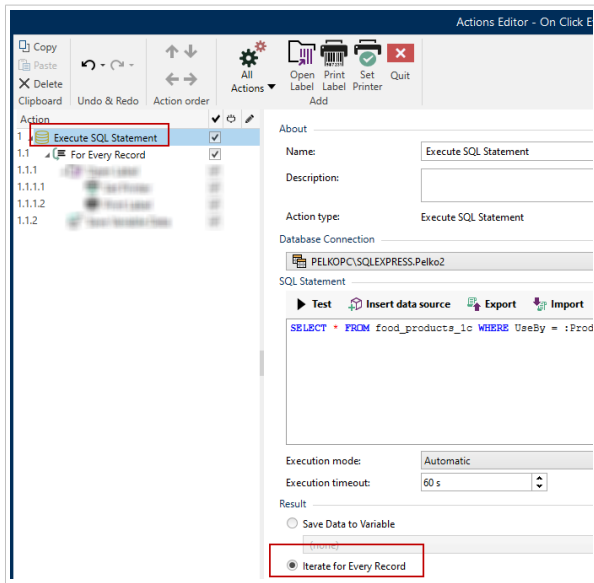 Actions Editor - On Click E
Copy
Paste
Delete
Clipboard
Undo & Redo
Action order
All
Actions
Open
Label
Print
Label
Set
Printer
Quit
Add
Action
1 Execute SQL Statement
1.1 For Every Record
1.1.1
1.1.1.1
1.1.1.2
1.1.2
About
Name: Execute SQL Statement
Description:
Action type: Execute SQL Statement
Database Connection
PELKOPC\SQLEXPRESS.Pelko2
SQL Statement
Test Insert data source Export Import
SELECT * FROM food_products_1c WHERE UseBy = :Prod
Execution mode: Automatic
Execution timeout: 60 s
Result
Save Data to Variable
(none)
Iterate for Every Record